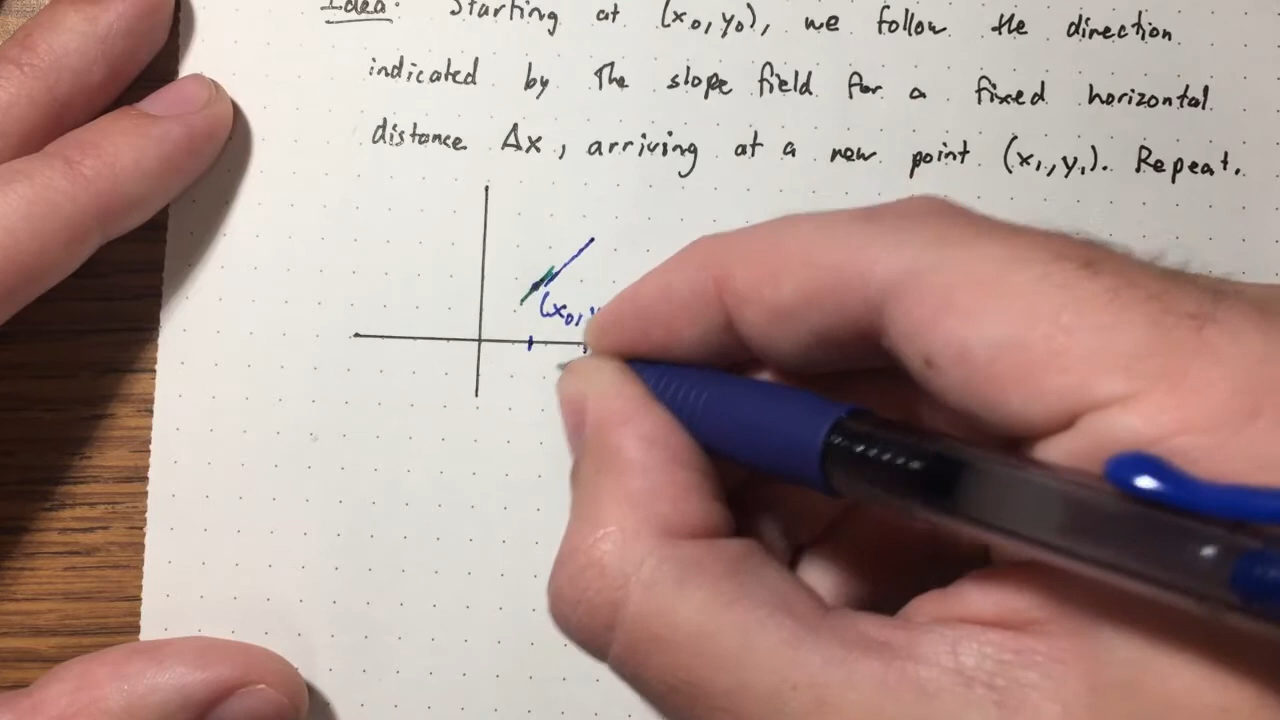 Idea: Starting at (x₀, y₀), we follow the direction
indicated by the slope field for a fixed horizontal
distance Δx, arriving at a new point (x₁, y₁). Repeat.
(x₀, y